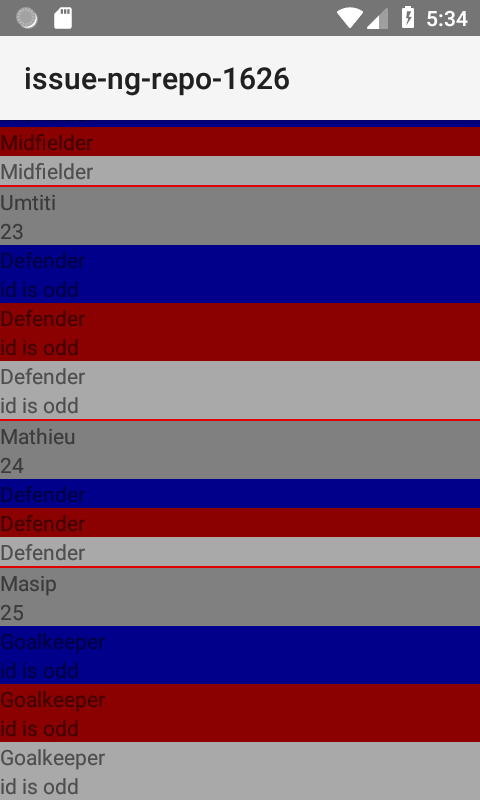 5:34
issue-ng-repo-1626
Midfielder
Midfielder
Umtiti
23
Defender
id is odd
Defender
id is odd
Defender
id is odd
Mathieu
24
Defender
Defender
Defender
Masip
25
Goalkeeper
id is odd
Goalkeeper
id is odd
Goalkeeper
id is odd